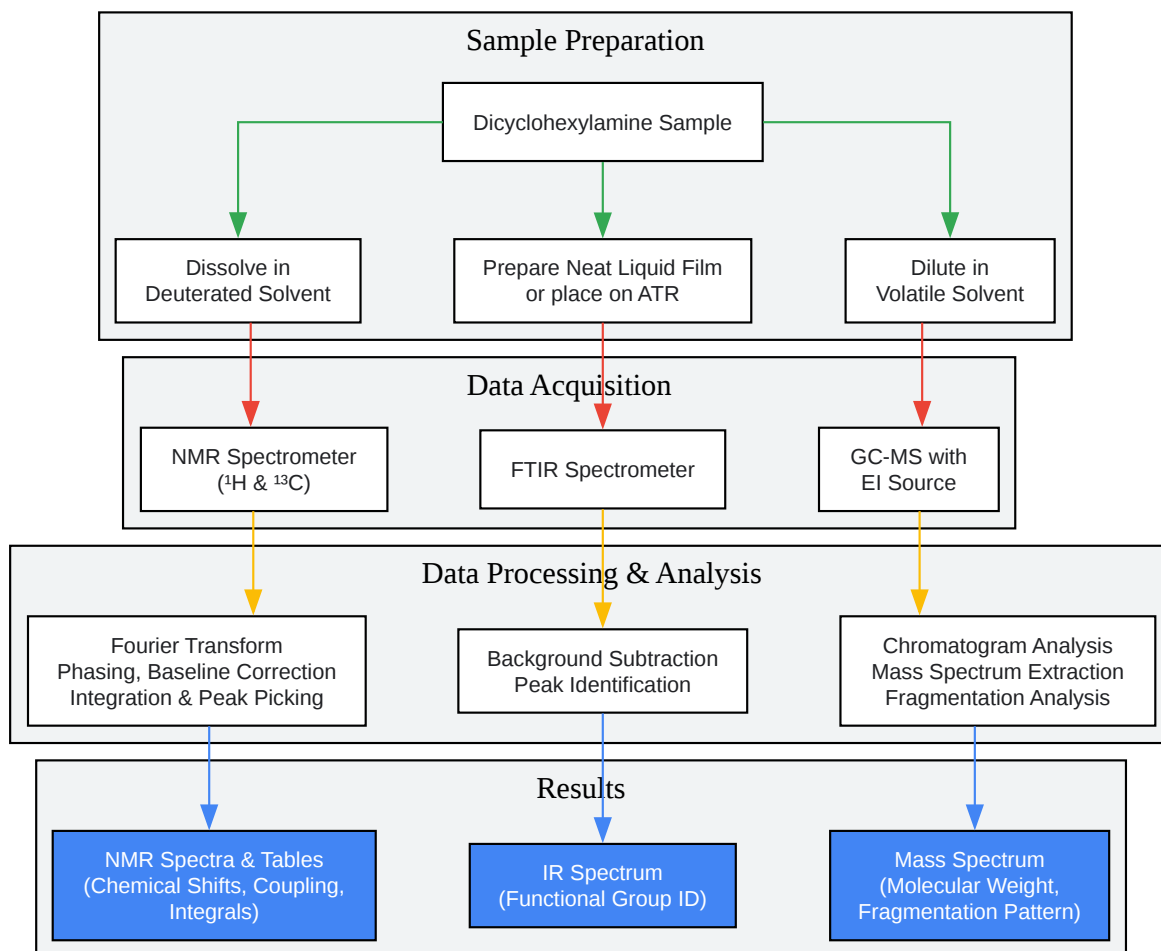 Sample Preparation
Dicyclohexylamine Sample
Dissolve in
Deuterated Solvent
Prepare Neat Liquid Film
or place on ATR
Dilute in
Volatile Solvent
Data Acquisition
NMR Spectrometer
(¹H & ¹³C)
FTIR Spectrometer
GC-MS with
EI Source
Data Processing & Analysis
Fourier Transform
Phasing, Baseline Correction
Integration & Peak Picking
Background Subtraction
Peak Identification
Chromatogram Analysis
Mass Spectrum Extraction
Fragmentation Analysis
Results
NMR Spectra & Tables
(Chemical Shifts, Coupling,
Integrals)
IR Spectrum
(Functional Group ID)
Mass Spectrum
(Molecular Weight,
Fragmentation Pattern)